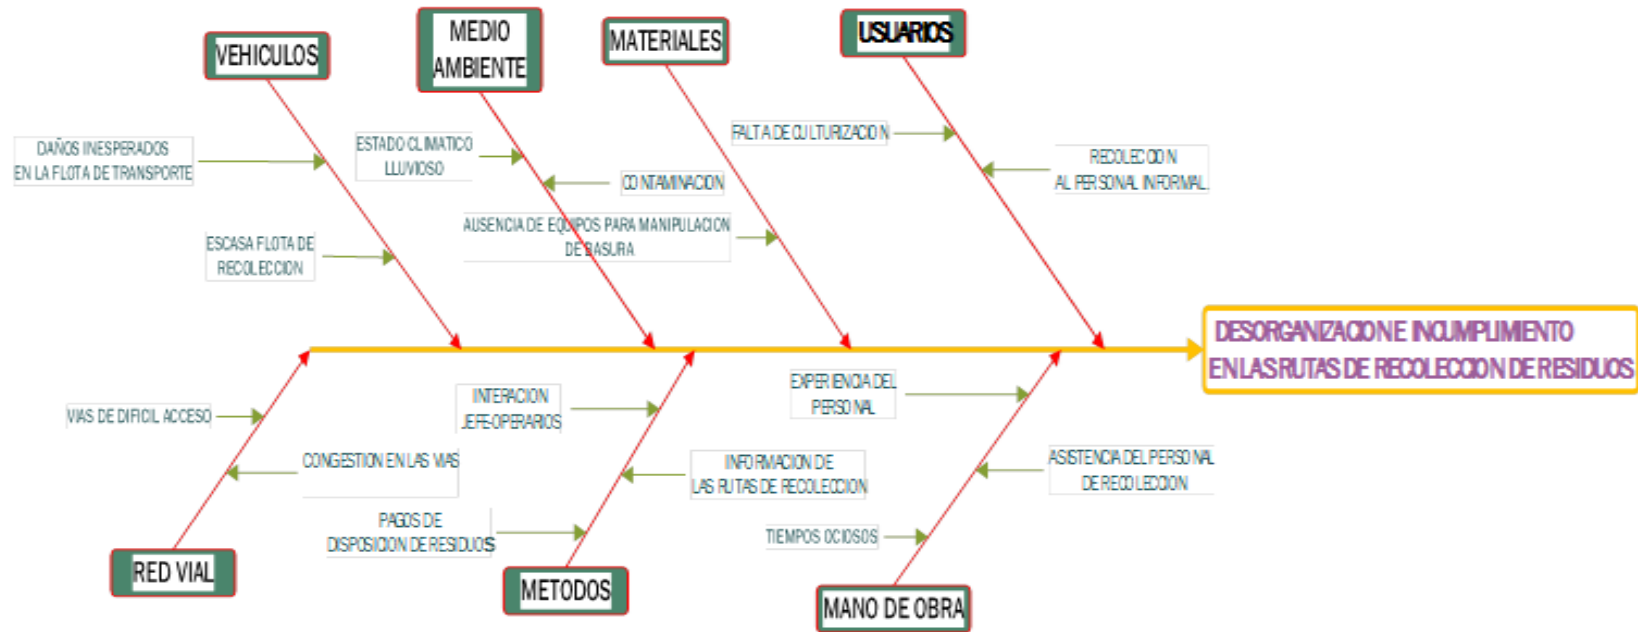 VEHICULOS
MEDIO
AMBIENTE
MATERIALES
USUARIOS
DAÑOS INESPERADOS
EN LA FLOTA DE TRANSPORTE
ESCASA FLOTA DE
RECOLECCION
ESTADO CLIMATICO
LLUVIOSO
CONTAMINACION
AUSENCIA DE EQUIPOS PARA MANIPULACION
DE BASURA
FALTA DE CULTURIZACION
RECOLECCION
AL PERSONAL INFORMAL.
DESORGANIZACION E INCUMPLIMIENTO
EN LAS RUTAS DE RECOLECCION DE RESIDUOS
VIAS DE DIFICIL ACCESO
CONGESTION EN LAS VIAS
INTERACION
JEFE-OPERARIOS
INFORMACION DE
LAS RUTAS DE RECOLECCION
PAGOS DE
DISPOSICION DE RESIDUOS
EXPERIENCIA DEL
PERSONAL
ASISTENCIA DEL PERSONAL
DE RECOLECCION
TIEMPOS OCIOSOS
RED VIAL
METODOS
MANO DE OBRA